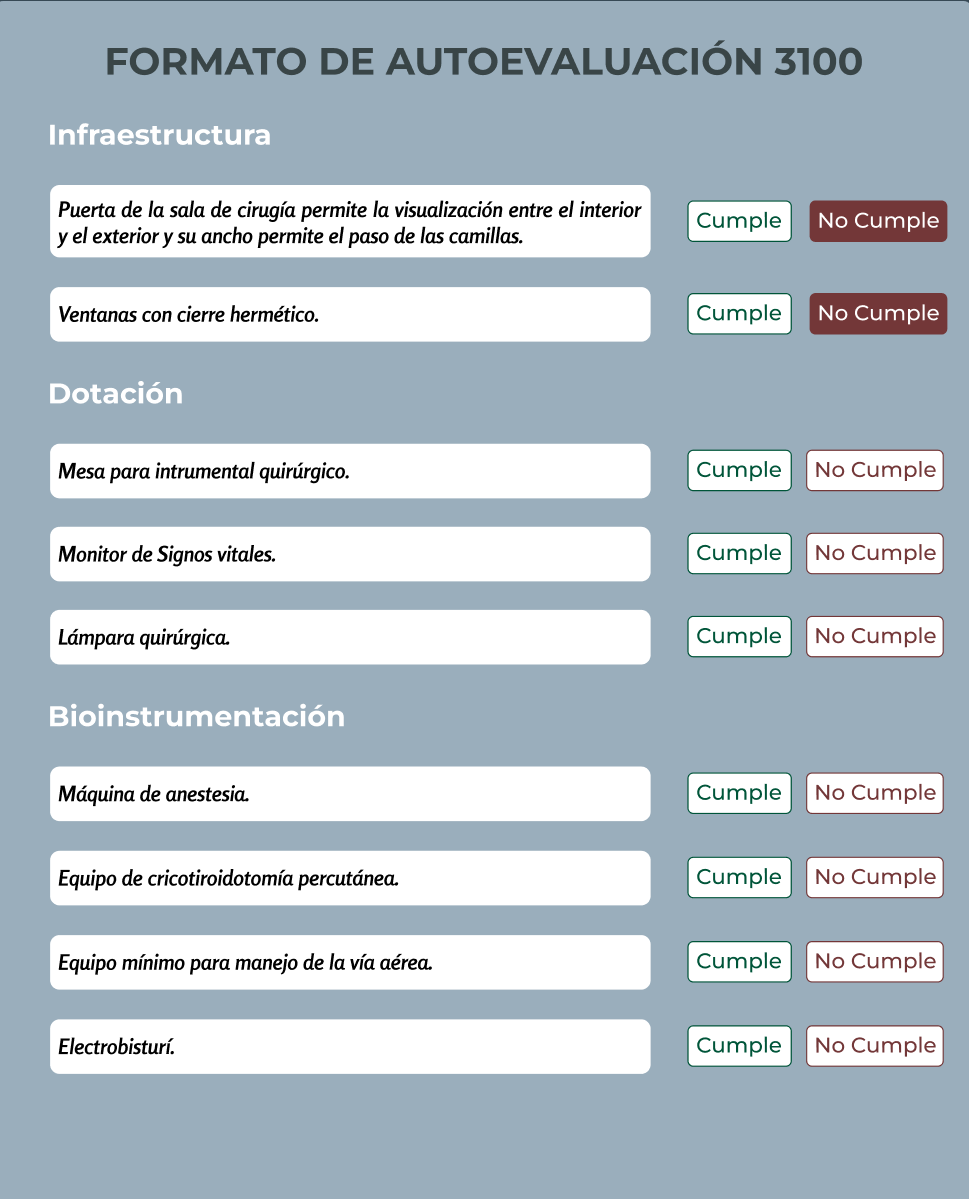 FORMATO DE AUTOEVALUACIÓN 3100
Infraestructura
Puerta de la sala de cirugía permite la visualización entre el interior
y el exterior y su ancho permite el paso de las camillas.
Cumple No Cumple
Ventanas con cierre hermético.
Cumple No Cumple
Dotación
Mesa para intrumental quirúrgico.
Cumple No Cumple
Monitor de Signos vitales.
Cumple No Cumple
Lámpara quirúrgica.
Cumple No Cumple
Bioinstrumentación
Máquina de anestesia.
Cumple No Cumple
Equipo de cricotiroidotomía percutánea.
Cumple No Cumple
Equipo mínimo para manejo de la vía aérea.
Cumple No Cumple
Electrobisturí.
Cumple No Cumple